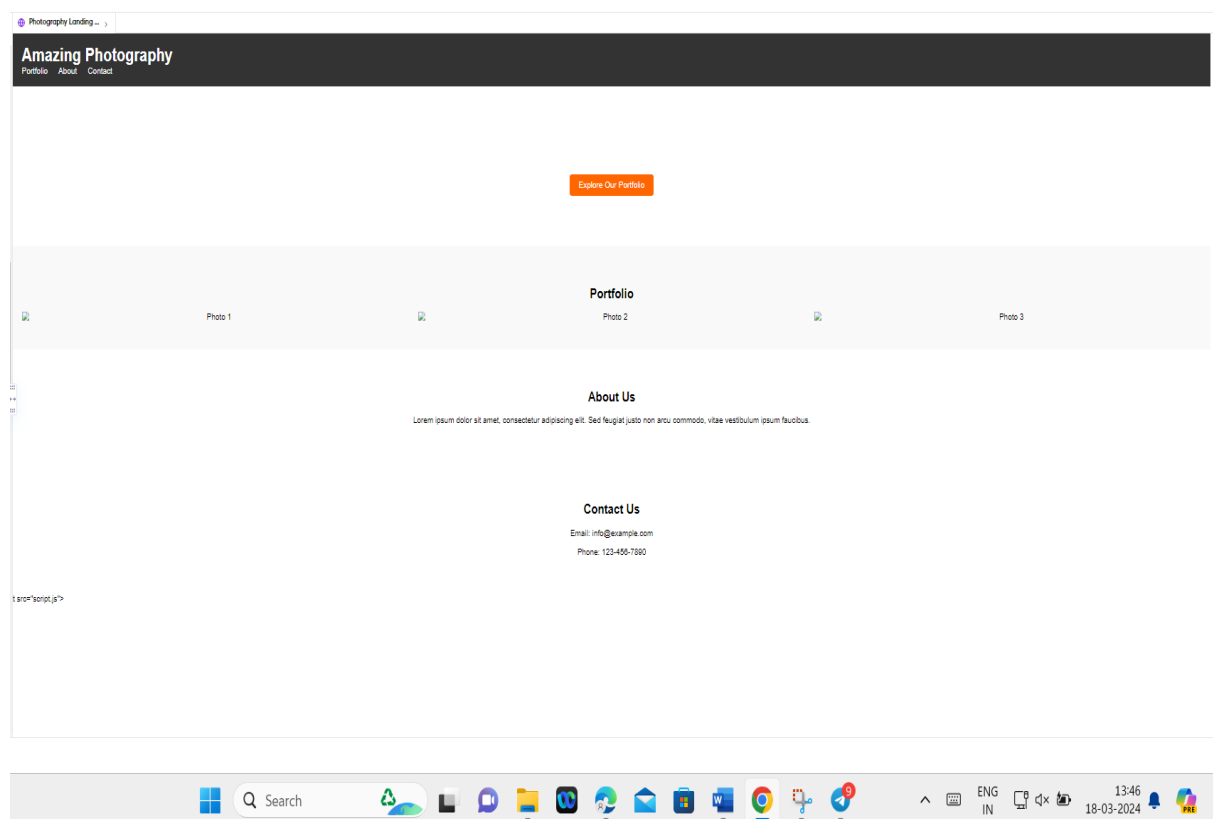 Photography Landing ...
Amazing Photography
Portfolio About Contact
Explore Our Portfolio
Portfolio
Photo 1 Photo 2 Photo 3
About Us
Lorem ipsum dolor sit amet, consectetur adipiscing elit. Sed feugiat justo non arcu commodo, vitae vestibulum ipsum faucibus.
Contact Us
Email: info@example.com
Phone: 123-456-7890
t src="script.js">
Search
9
W
ENG
IN
13:46
18-03-2024
PRE